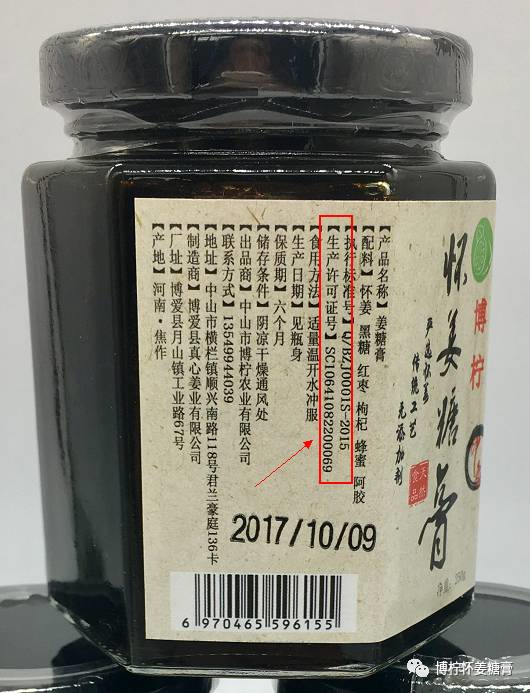 博柠
怀姜糖膏
严选怀姜
传统工艺
无添加剂
天然
食品
【产品名称】姜糖膏
【配料】怀姜 黑糖 红枣 枸杞 蜂蜜 阿胶
【执行标准号】Q/BZJ0001S-2015
【生产许可证号】SC10641082200069
【食用方法】适量温开水冲服
【生产日期】见瓶身
【保质期】六个月
【储存条件】阴凉干燥通风处
【出品商】中山市博柠农业有限公司
【联系方式】13549944039
【地址】中山市横栏镇顺兴南路118号君兰豪庭136卡
【制造商】博爱县真心姜业有限公司
【厂址】博爱县月山镇工业路67号
【产地】河南·焦作
2017/10/09
6 970465 596155
博柠怀姜糖膏